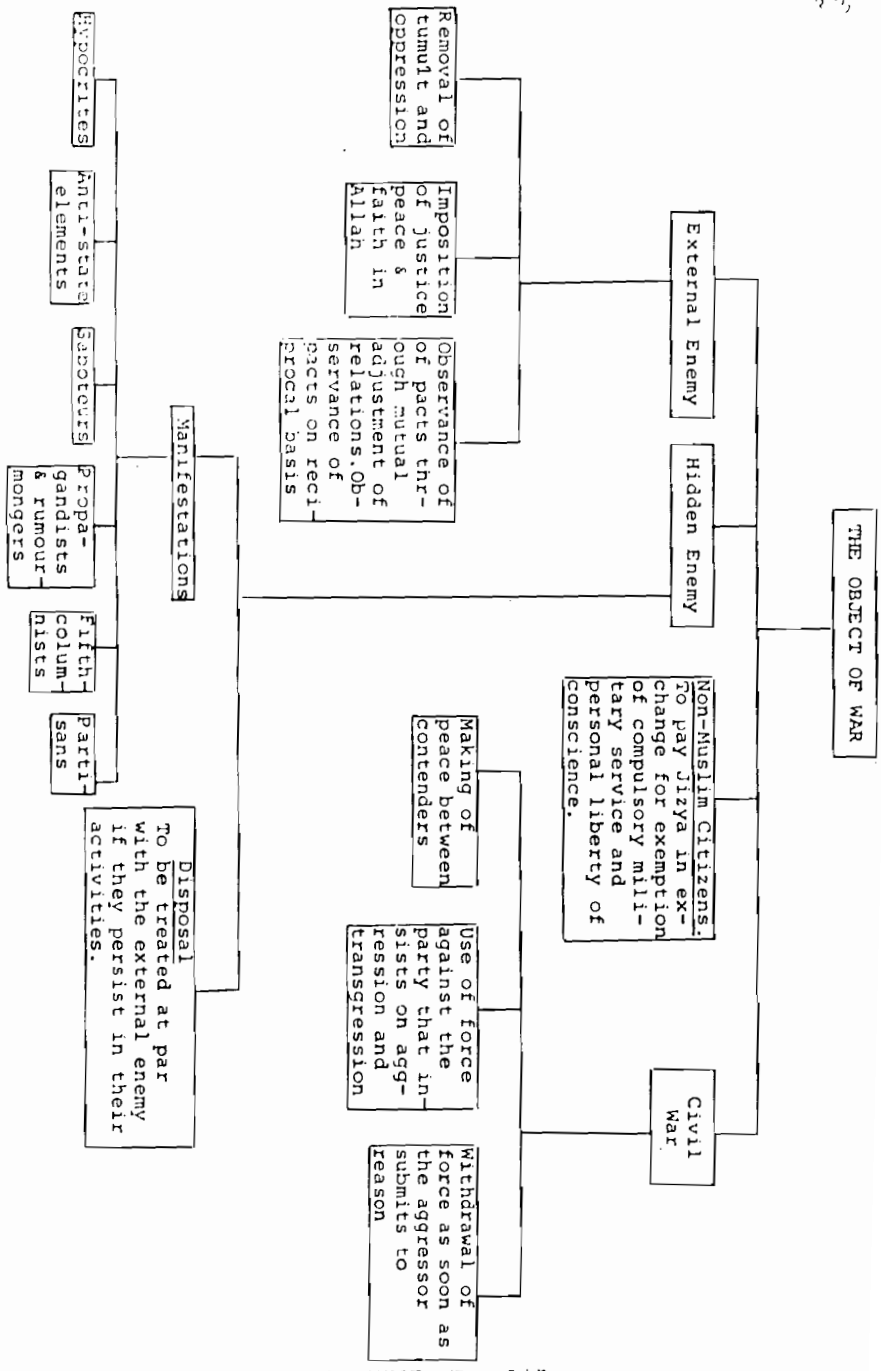 THE OBJECT OF WAR
External Enemy
Hidden Enemy
Non-Muslim Citizens.
To pay Jizya in ex-
change for exemption
of compulsory mili-
tary service and
personal liberty of
conscience.
Civil
War
Removal of
tumult and
oppression
Imposition
of justice
peace &
faith in
Allah
Observance of
of pacts thr-
ough mutual
adjustment of
relations.Ob-
servance of
pacts on reci-
procal basis
Making of
peace between
contenders
Use of force
against the
party that in-
sists on agg-
ression and
transgression
Withdrawal of
force as soon as
the aggressor
submits to
reason
Manifestations
Disposal
To be treated at par
with the external enemy
if they persist in their
activities.
Hypocrites
Anti-state
elements
Saboteurs
Propa-
gandists
& rumour-
mongers
Fifth-
colum-
nists
Parti-
sans